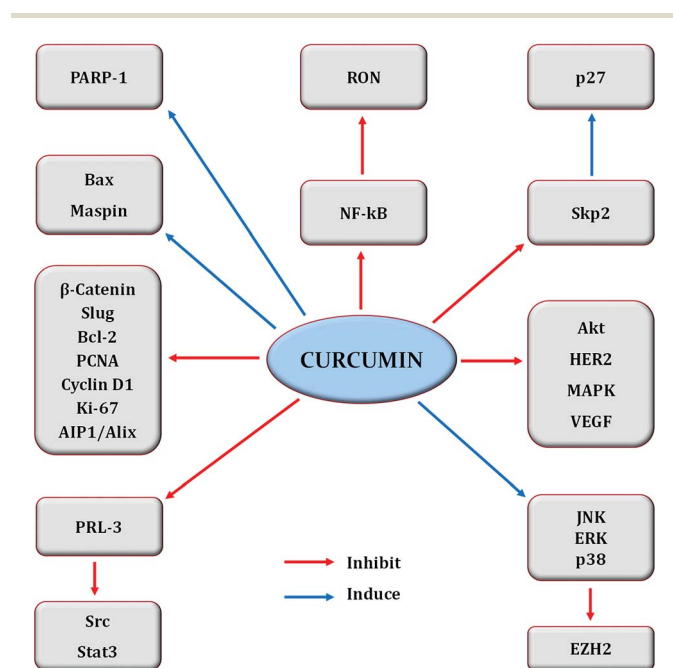 PARP-1
RON
p27
Bax
Maspin
NF-kB
Skp2
β-Catenin
Slug
Bcl-2
PCNA
Cyclin D1
Ki-67
AIP1/Alix
CURCUMIN
Akt
HER2
MAPK
VEGF
PRL-3
JNK
ERK
p38
Inhibit
Induce
Src
Stat3
EZH2